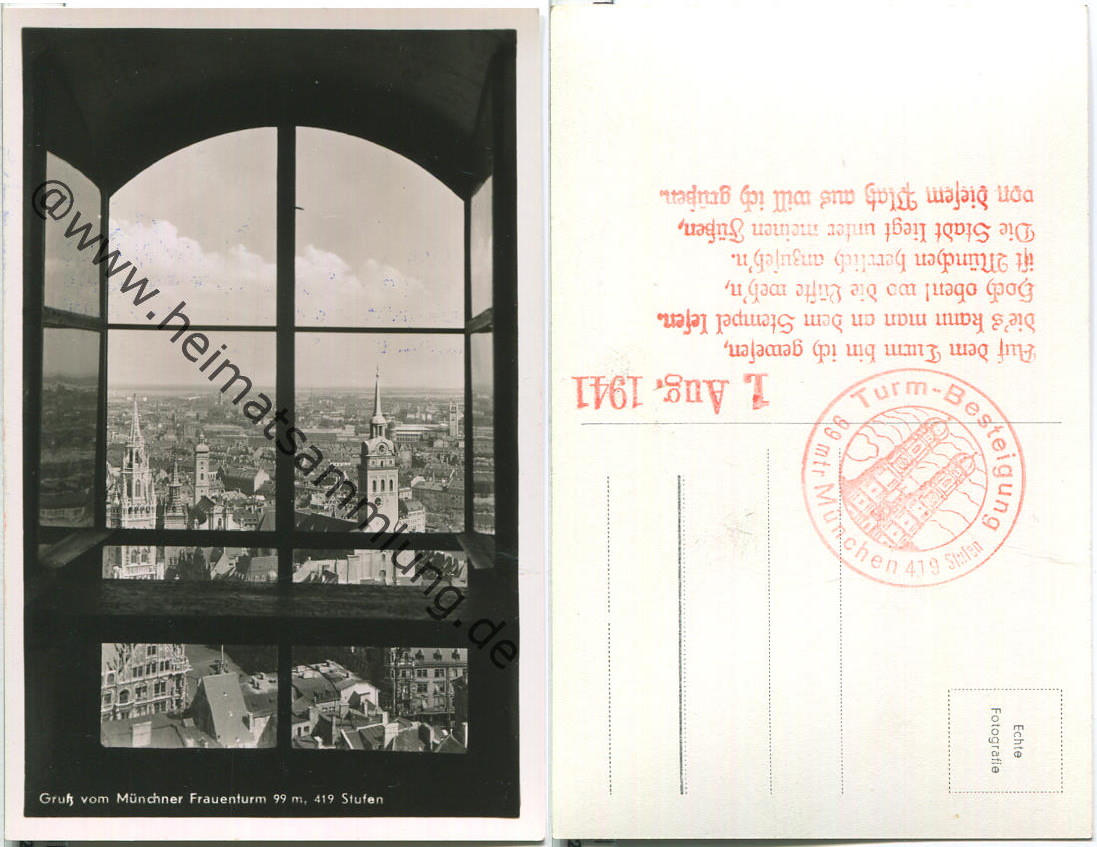 @www.heimatsammlung.de
Gruß vom Münchner Frauenturm 99 m, 419 Stufen
Auf dem Turm bin ich gewesen,
die's kann man an dem Stempel lesen.
Hoch oben! wo die Lüfte weh'n,
ist München herrlich anzuseh'n.
Die Stadt liegt unter meinen Füßen,
von diesem Platz aus will ich grüßen.
1. Aug. 1941
Turm-Besteigung
99 mtr München 419 Stufen
Echte
Fotografie